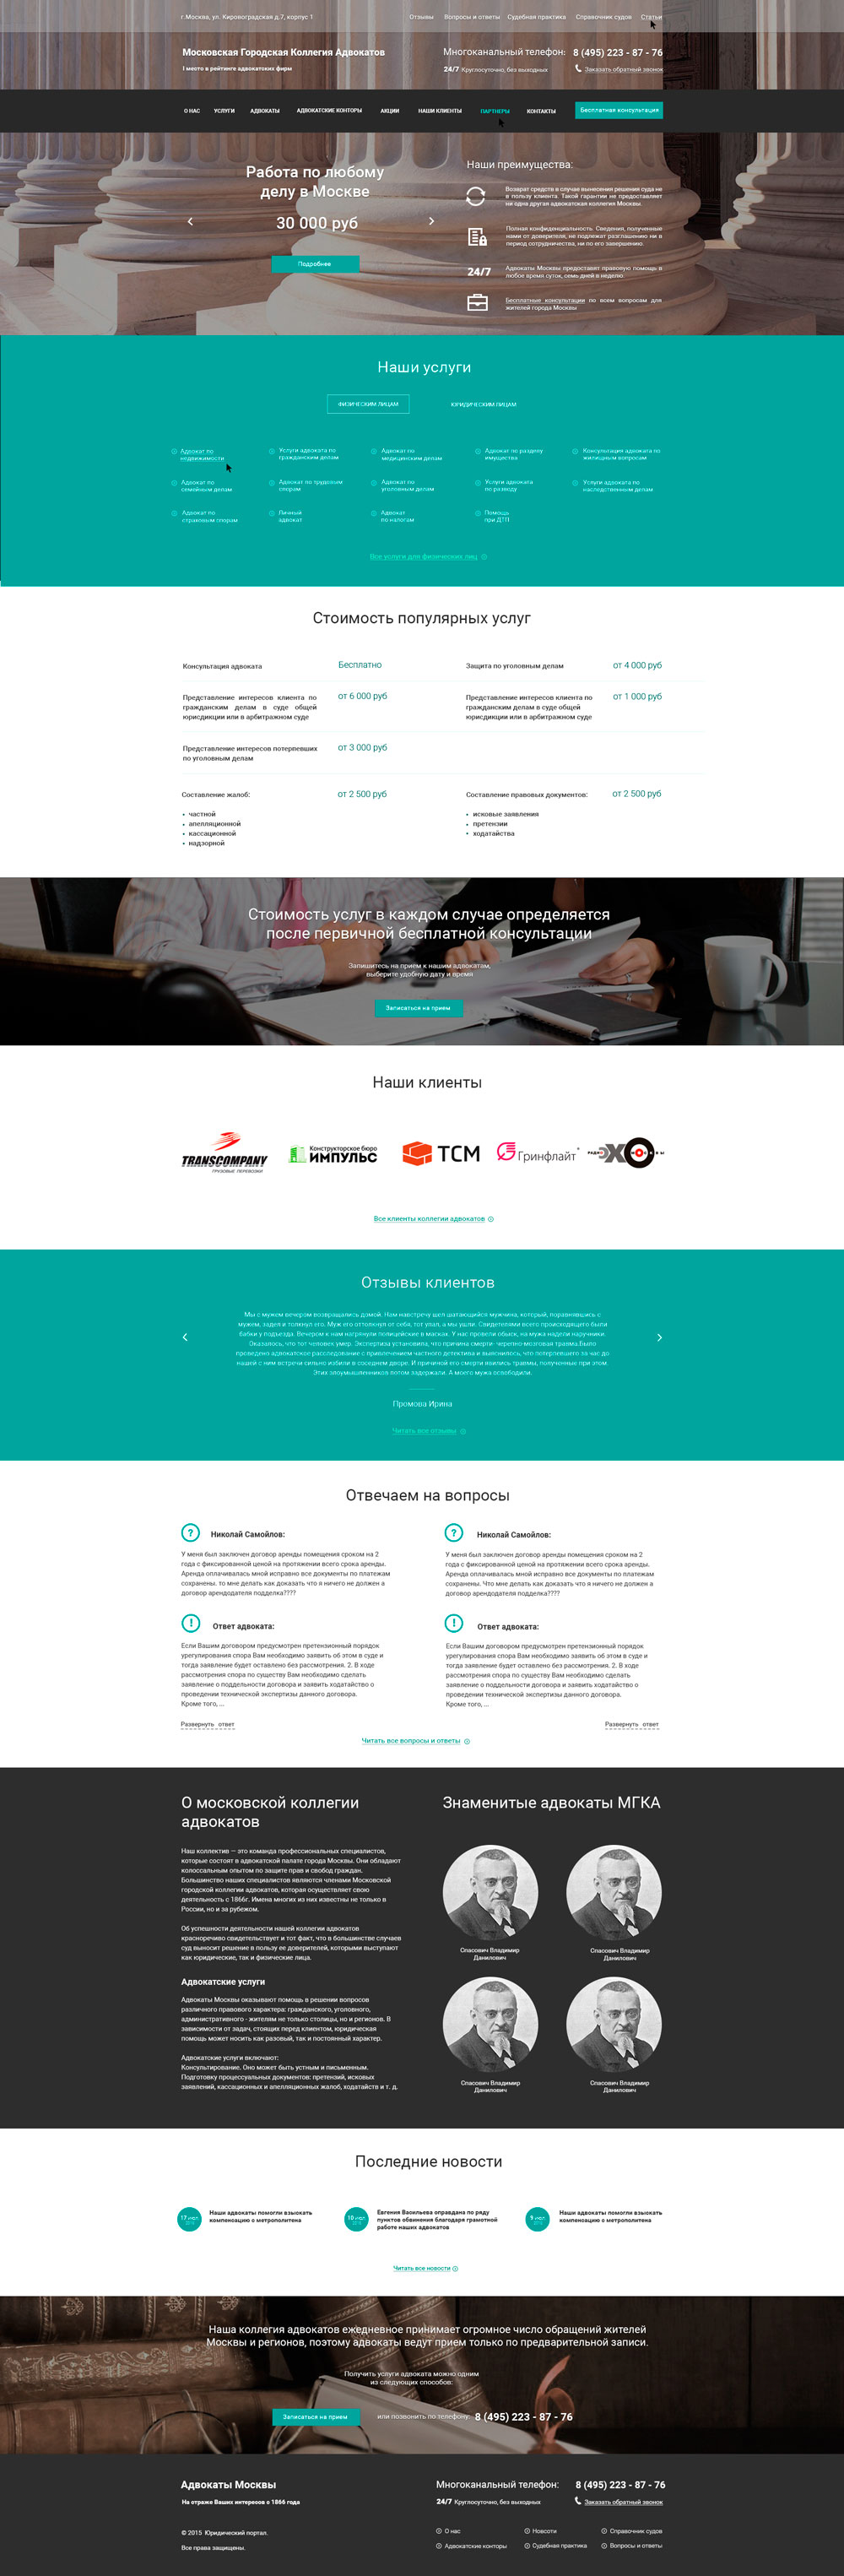 г.Москва, ул. Кировоградская д.7, корпус 1
Отзывы Вопросы и ответы Судебная практика Справочник судов Статьи
Московская Городская Коллегия Адвокатов
1 место в рейтинге адвокатских фирм
Многоканальный телефон: 8 (495) 223 - 87 - 76
24/7 Круглосуточно, без выходных Заказать обратный звонок
О НАС УСЛУГИ АДВОКАТЫ АДВОКАТСКИЕ КОНТОРЫ АКЦИИ НАШИ КЛИЕНТЫ ПАРТНЕРЫ КОНТАКТЫ Бесплатная консультация
Работа по любому
делу в Москве
30 000 руб
Подробнее
Наши преимущества:
Возврат средств в случае вынесения решения суда не
в пользу клиента. Такой гарантии не предоставляет
ни одна другая адвокатская коллегия Москвы
Полная конфиденциальность. Сведения, полученные
нами от доверителя, не подлежат разглашению ни в
период сотрудничества, ни по его завершению.
24/7
Адвокаты Москвы предоставят правовую помощь в
любое время суток, семь дней в неделю.
Бесплатные консультации по всем вопросам для
жителей города Москвы
Наши услуги
ФИЗИЧЕСКИМ ЛИЦАМ ЮРИДИЧЕСКИМ ЛИЦАМ
Адвокат по
недвижимости
Услуги адвоката по
гражданским делам
Адвокат по
медицинским делам
Адвокат по разделу
имущества
Консультация адвоката по
жилищным вопросам
Адвокат по
семейным делам
Адвокат по трудовым
спорам
Адвокат по
уголовным делам
Услуги адвоката
по разводу
Услуги адвоката по
наследственным делам
Адвокат по
страховым спорам
Личный
адвокат
Адвокат
по налогам
Помощь
при ДТП
Все услуги для физических лиц
Стоимость популярных услуг
Консультация адвоката Бесплатно
Защита по уголовным делам от 4 000 руб
Представление интересов клиента по
гражданским делам в суде общей
юрисдикции или в арбитражном суде
от 6 000 руб
Представление интересов клиента по
гражданским делам в суде общей
юрисдикции или в арбитражном суде
от 1 000 руб
Представление интересов потерпевших
по уголовным делам
от 3 000 руб
Составление жалоб: от 2 500 руб
частной
апелляционной
кассационной
надзорной
Составление правовых документов: от 2 500 руб
исковые заявления
претензии
ходатайства
Стоимость услуг в каждом случае определяется
после первичной бесплатной консультации
Запишитесь на прием к нашим адвокатам,
выберите удобную дату и время
Записаться на прием
Наши клиенты
TRANSCOMPANY
ГРУЗОВЫЕ ПЕРЕВОЗКИ
Конструкторское бюро
ИМПУЛЬС
ТСМ
Гринфлайт
РАДИО ЭХО МОСКВЫ
Все клиенты коллегии адвокатов
Отзывы клиентов
Мы с мужем вечером возвращались домой. Нам навстречу шел шатающийся мужчина, который, поравнявшись с
мужем, задел и толкнул его. Муж его оттолкнул от себя, тот упал, а мы ушли. Свидетелями всего происходящего были
бабки у подъезда. Вечером к нам нагрянули полицейские в масках. У нас провели обыск, на мужа надели наручники.
Оказалось, что тот человек умер. Экспертиза установила, что причина смерти- черепно-мозговая травма.Было
проведено адвокатское расследование с привлечением частного детектива и выяснилось, что потерпевшего за час до
нашей с ним встречи сильно избили в соседнем дворе. И причиной его смерти явились травмы, полученные при этом.
Этих злоумышленников потом задержали. А моего мужа освободили.
Промова Ирина
Читать все отзывы
Отвечаем на вопросы
Николай Самойлов:
У меня был заключен договор аренды помещения сроком на 2
года с фиксированной ценой на протяжении всего срока аренды.
Аренда оплачивалась мной исправно все документы по платежам
сохранены. то мне делать как доказать что я ничего не должен а
договор арендодателя подделка????
Ответ адвоката:
Если Вашим договором предусмотрен претензионный порядок
урегулирования спора Вам необходимо заявить об этом в суде и
тогда заявление будет оставлено без рассмотрения. 2. В ходе
рассмотрения спора по существу Вам необходимо сделать
заявление о поддельности договора и заявить ходатайство о
проведении технической экспертизы данного договора.
Кроме того, ...
Развернуть ответ
Николай Самойлов:
У меня был заключен договор аренды помещения сроком на 2
года с фиксированной ценой на протяжении всего срока аренды.
Аренда оплачивалась мной исправно все документы по платежам
сохранены. Что мне делать как доказать что я ничего не должен а
договор арендодателя подделка????
Ответ адвоката:
Если Вашим договором предусмотрен претензионный порядок
урегулирования спора Вам необходимо заявить об этом в суде и
тогда заявление будет оставлено без рассмотрения. 2. В ходе
рассмотрения спора по существу Вам необходимо сделать
заявление о поддельности договора и заявить ходатайство о
проведении технической экспертизы данного договора.
Кроме того, ...
Развернуть ответ
Читать все вопросы и ответы
О московской коллегии
адвокатов
Наш коллектив — это команда профессиональных специалистов,
которые состоят в адвокатской палате города Москвы. Они обладают
колоссальным опытом по защите прав и свобод граждан.
Большинство наших специалистов являются членами Московской
городской коллегии адвокатов, которая осуществляет свою
деятельность с 1866г. Имена многих из них известны не только в
России, но и за рубежом.
Об успешности деятельности нашей коллегии адвокатов
красноречиво свидетельствует и тот факт, что в большинстве случаев
суд выносит решение в пользу ее доверителей, которыми выступают
как юридические, так и физические лица.
Адвокатские услуги
Адвокаты Москвы оказывают помощь в решении вопросов
различного правового характера: гражданского, уголовного,
административного - жителям не только столицы, но и регионов. В
зависимости от задач, стоящих перед клиентом, юридическая
помощь может носить как разовый, так и постоянный характер.
Адвокатские услуги включают:
Консультирование. Оно может быть устным и письменным.
Подготовку процессуальных документов: претензий, исковых
заявлений, кассационных и апелляционных жалоб, ходатайств и т. д.
Знаменитые адвокаты МГКА
Спасович Владимир
Данилович
Спасович Владимир
Данилович
Спасович Владимир
Данилович
Спасович Владимир
Данилович
Последние новости
17 июл
Наши адвокаты помогли взыскать
компенсацию с метрополитена
10 июл
Евгения Васильева оправдана по ряду
пунктов обвинения благодаря грамотной
работе наших адвокатов
9 июл
Наши адвокаты помогли взыскать
компенсацию с метрополитена
Читать все новости
Наша коллегия адвокатов ежедневное принимает огромное число обращений жителей
Москвы и регионов, поэтому адвокаты ведут прием только по предварительной записи.
Получить услуги адвоката можно одним
из следующих способов:
Записаться на прием или позвонить по телефону: 8 (495) 223 - 87 - 76
Адвокаты Москвы
На страже Ваших интересов с 1866 года
Многоканальный телефон: 8 (495) 223 - 87 - 76
24/7 Круглосуточно, без выходных Заказать обратный звонок
© 2015 Юридический портал.
Все права защищены.
О нас Новости Справочник судов
Адвокатские конторы Судебная практика Вопросы и ответы